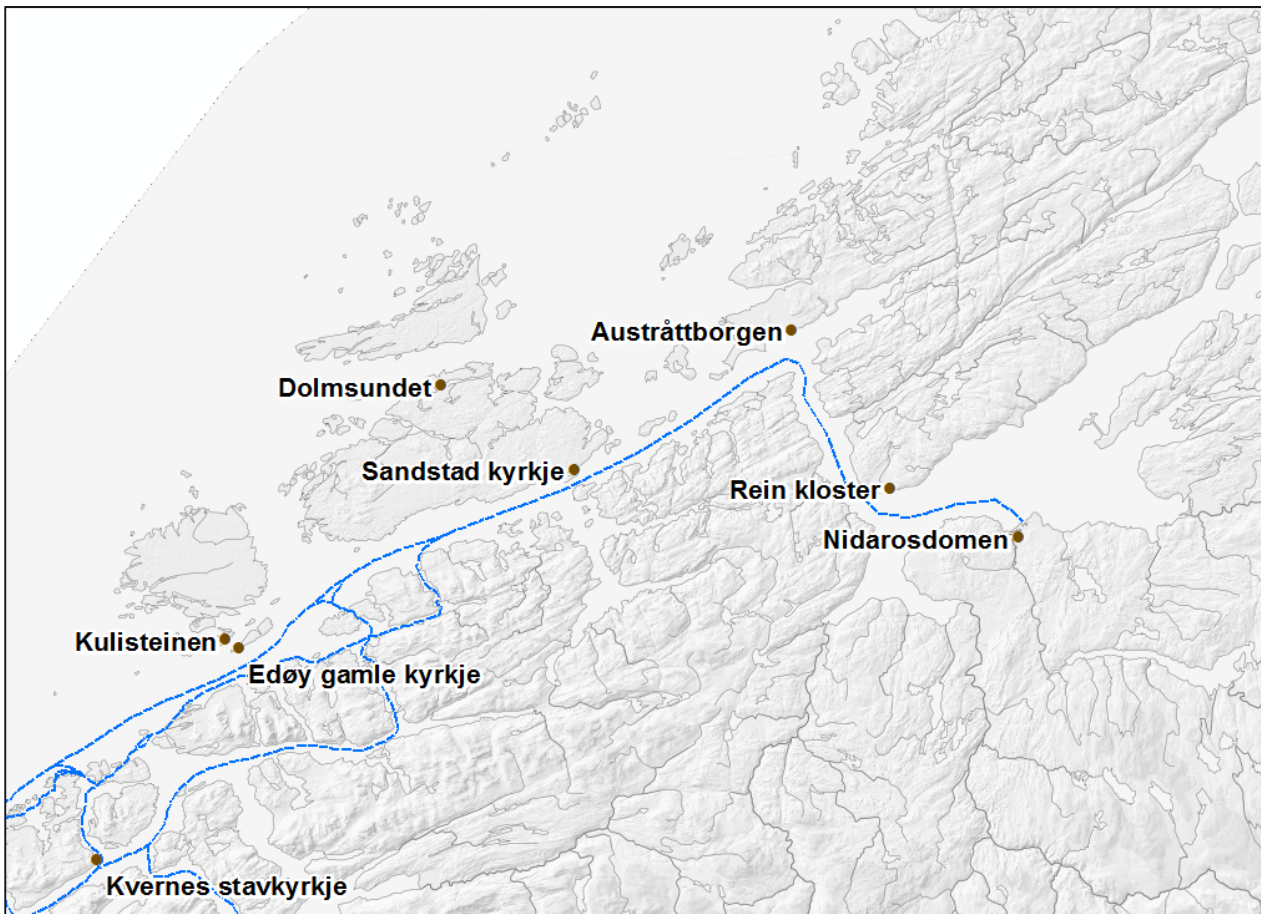 Austråttborgen
Dolmsundet
Sandstad kyrkje
Rein kloster
Nidarosdomen
Kulisteinen
Edøy gamle kyrkje
Kvernes stavkyrkje